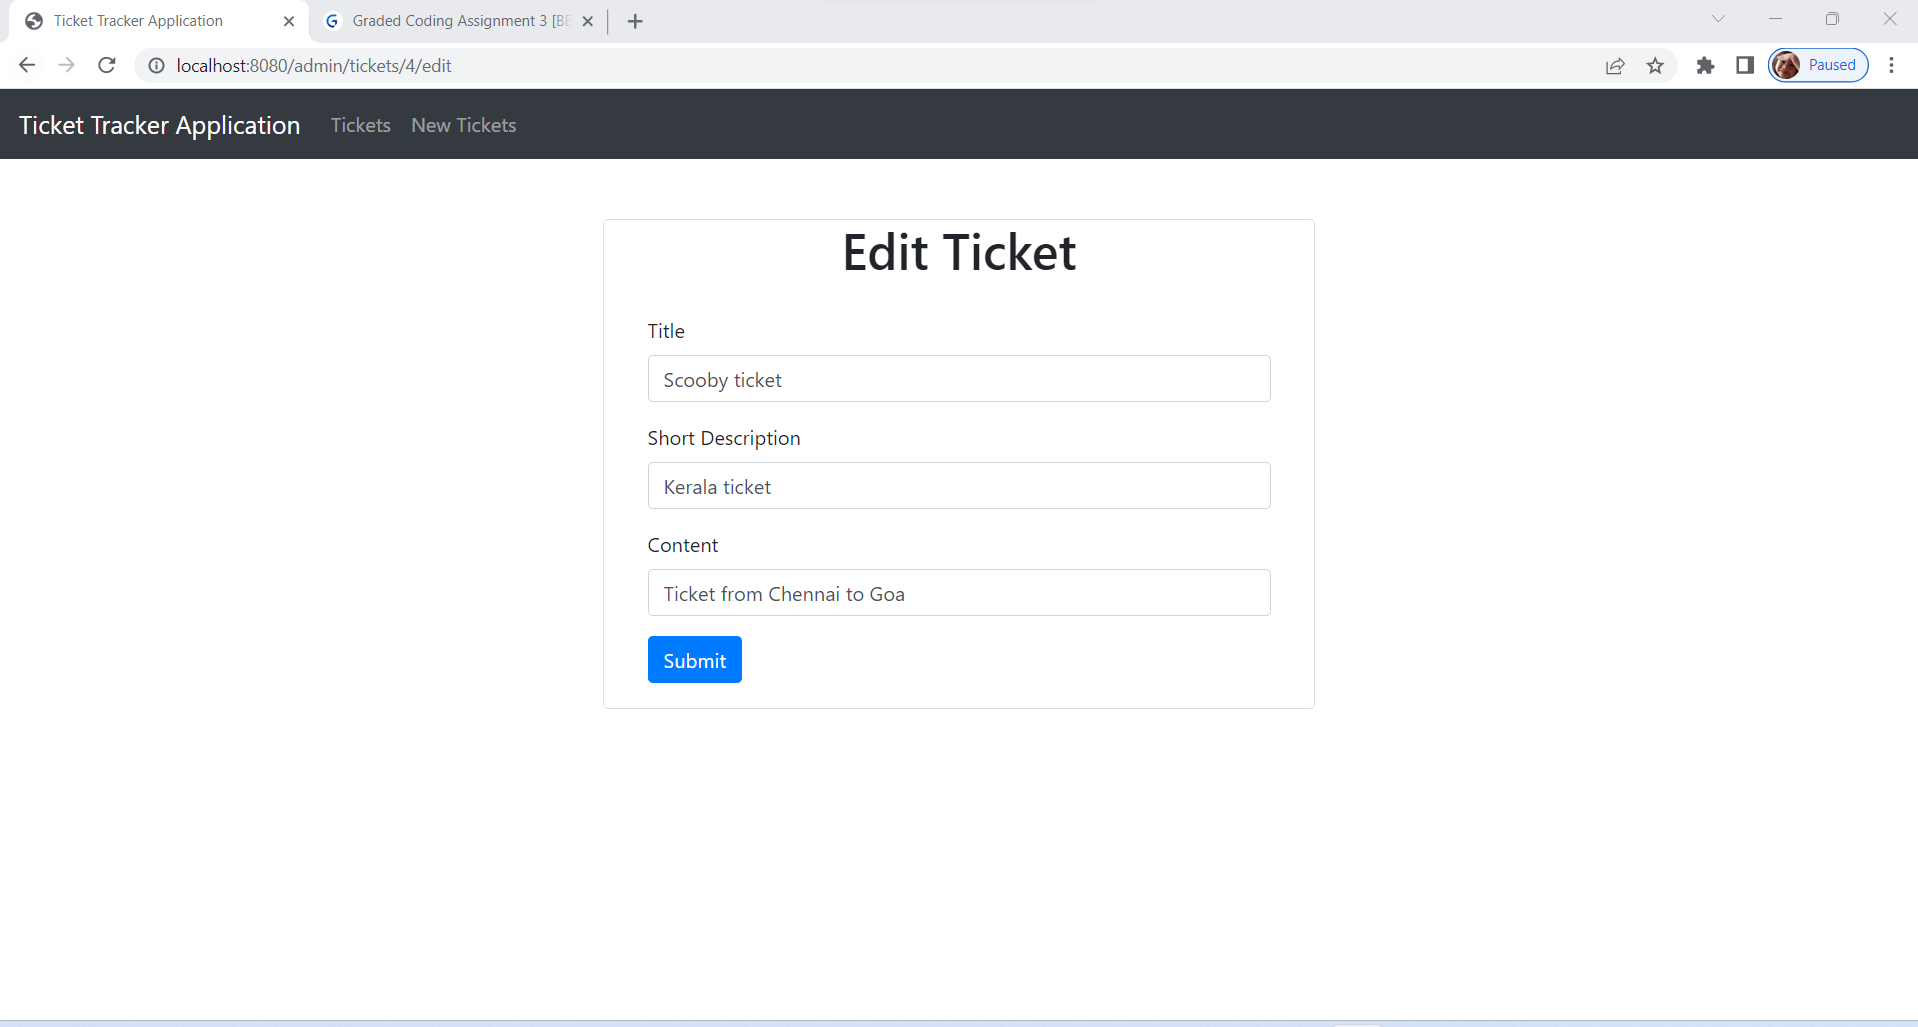 Ticket Tracker Application
Graded Coding Assignment 3 [BE
localhost:8080/admin/tickets/4/edit
Paused
Ticket Tracker Application Tickets New Tickets
Edit Ticket
Title
Scooby ticket
Short Description
Kerala ticket
Content
Ticket from Chennai to Goa
Submit